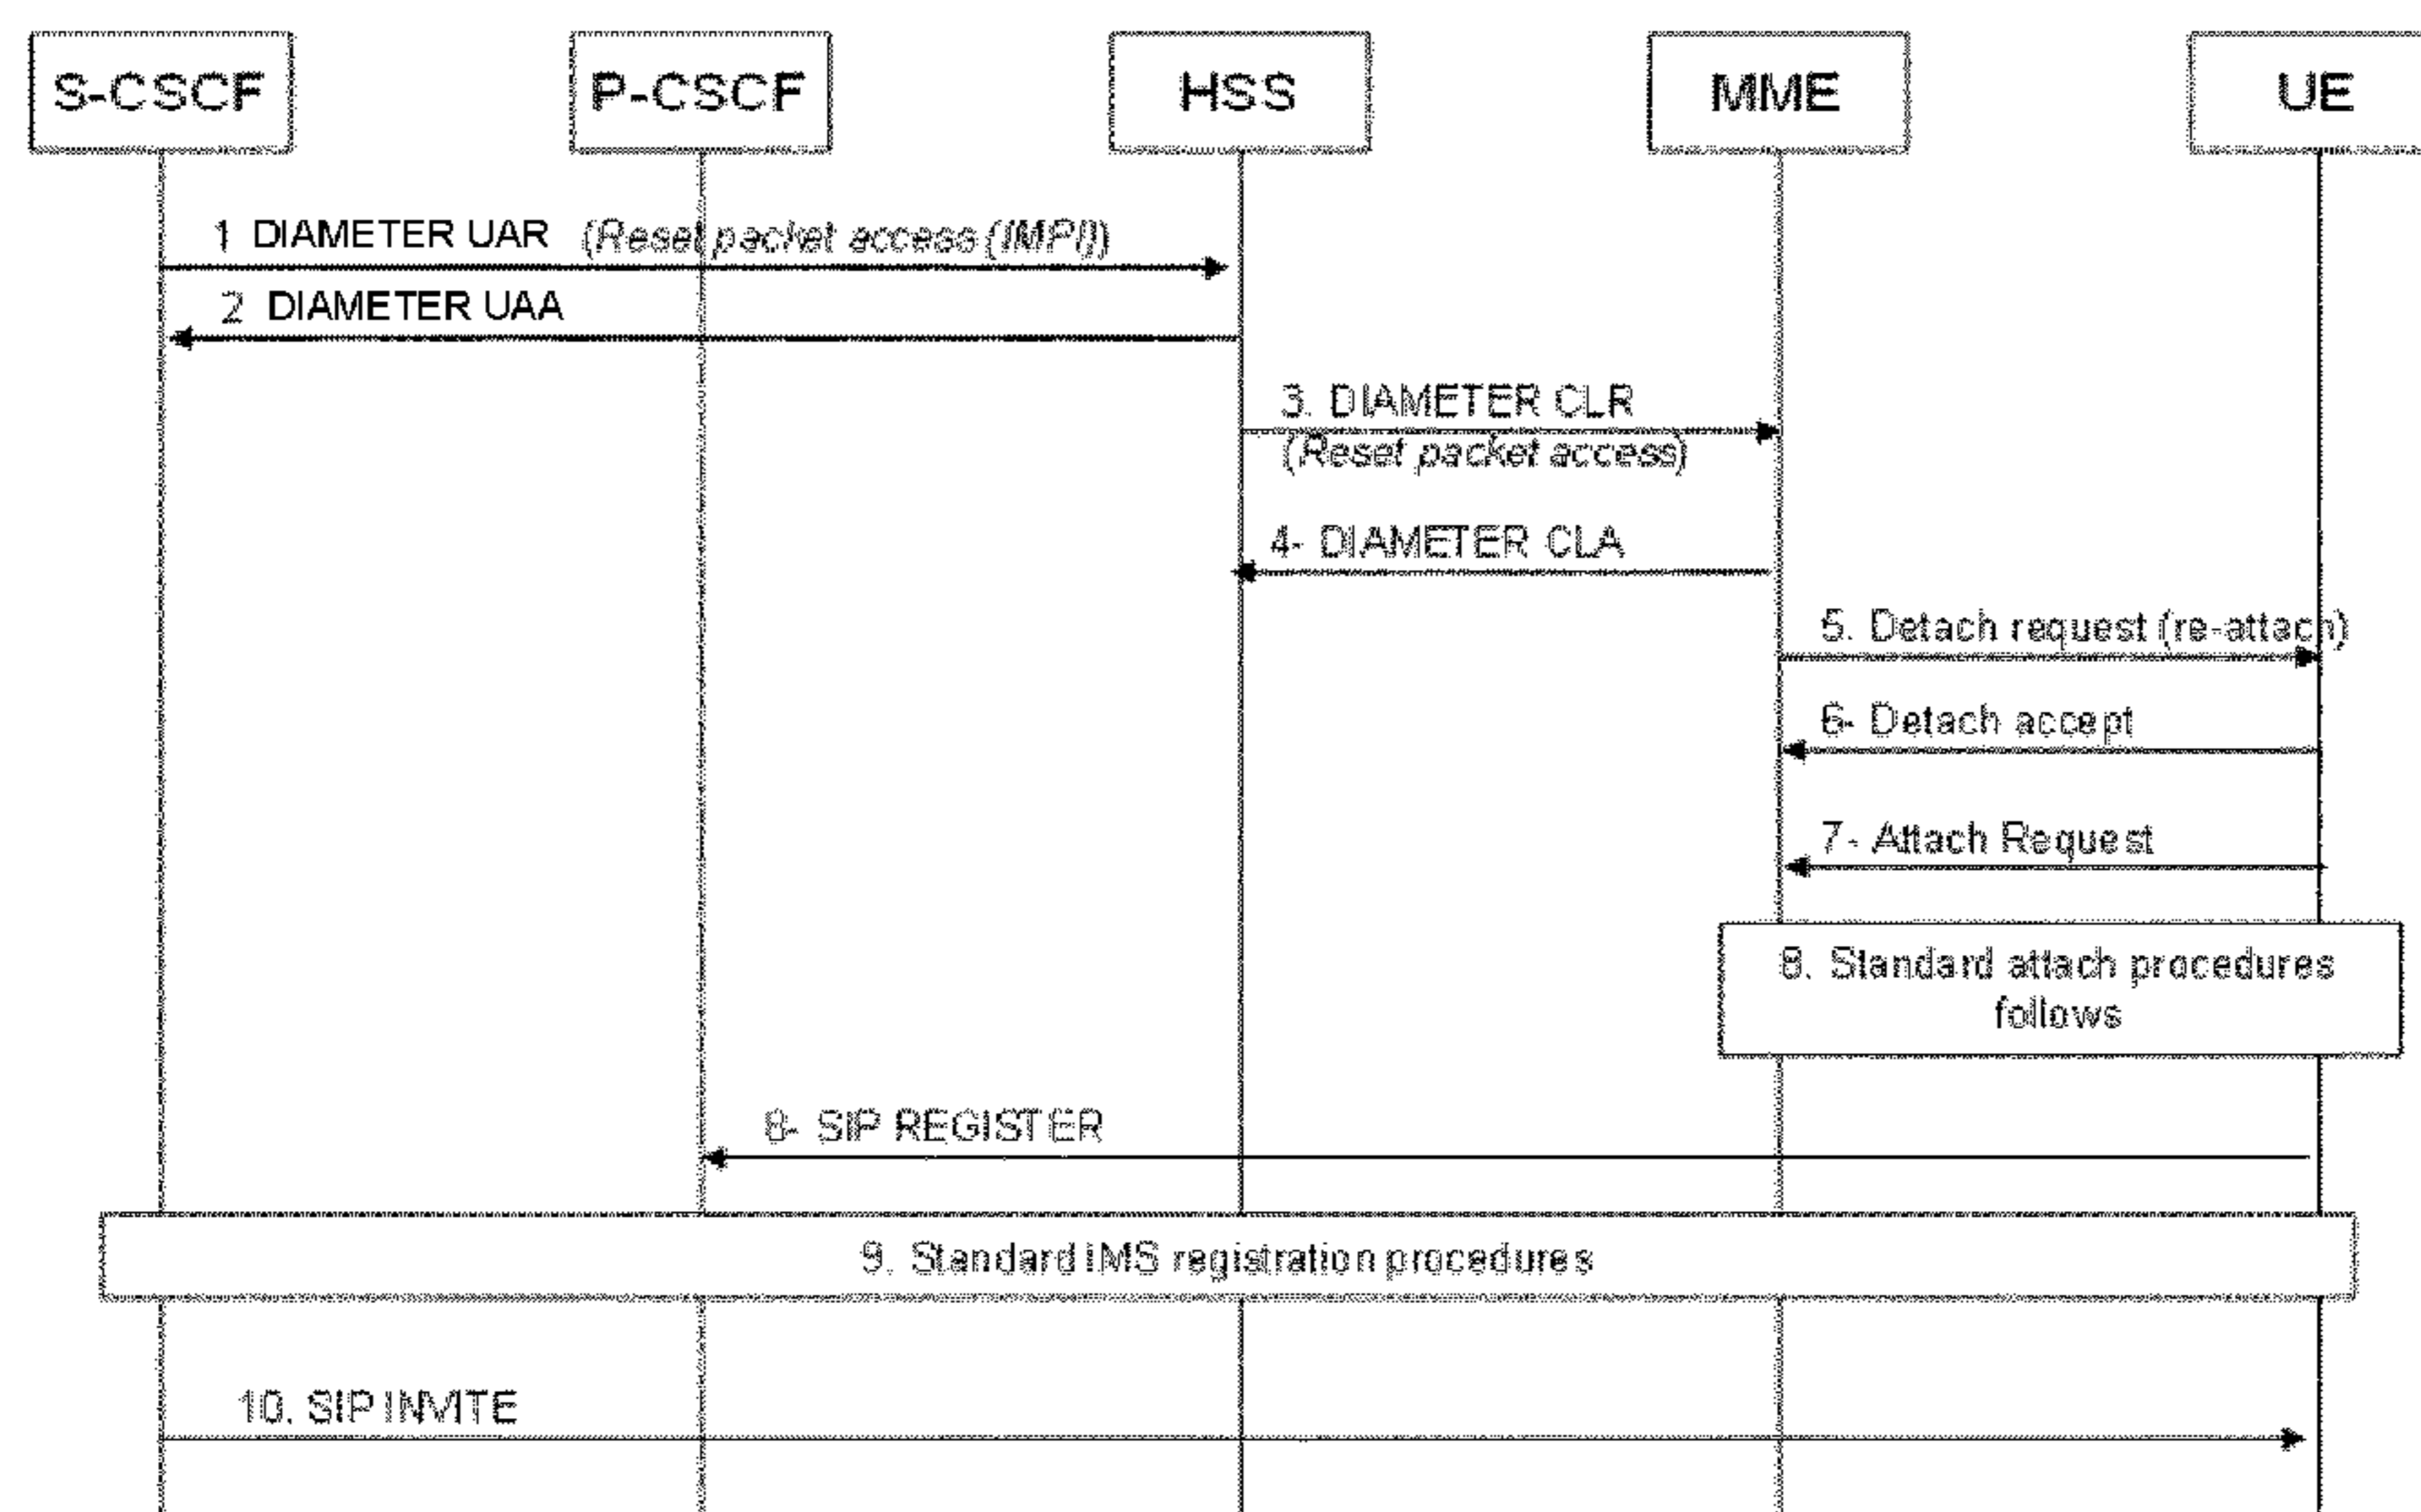 S-CSCF P-CSCF HSS MME UE
1 DIAMETER UAR (Reset packet access (IMPI))
2 DIAMETER UAA
3. DIAMETER CLR
(Reset packet access)
4- DIAMETER CLA
5. Detach request (re-attach)
6- Detach accept
7- Attach Request
8. Standard attach procedures
follows
8- SIP REGISTER
9. Standard IMS registration procedures
10. SIP INVITE